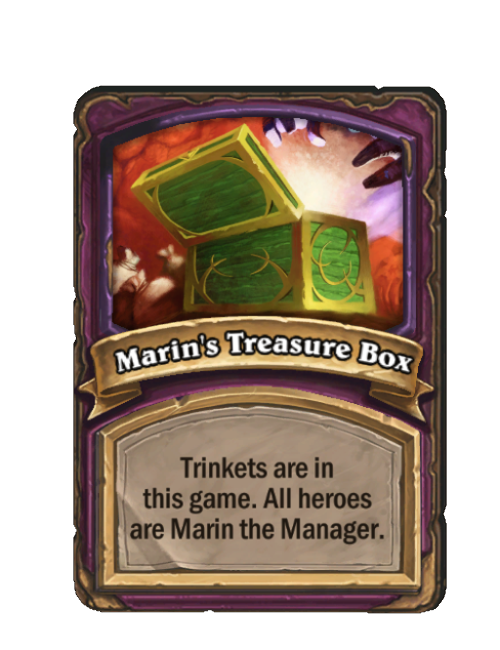 Marin's Treasure Box
Trinkets are in
this game. All heroes
are Marin the Manager.